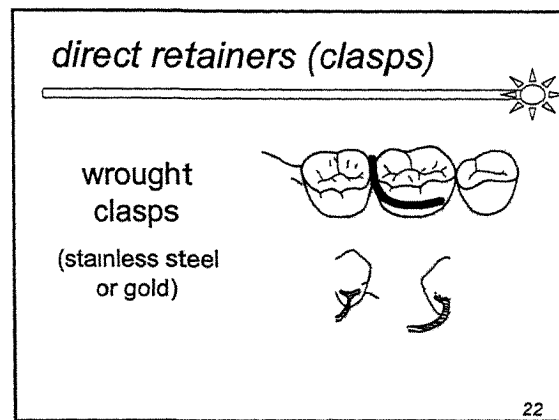 direct retainers (clasps)
wrought
clasps
(stainless steel
or gold)
22